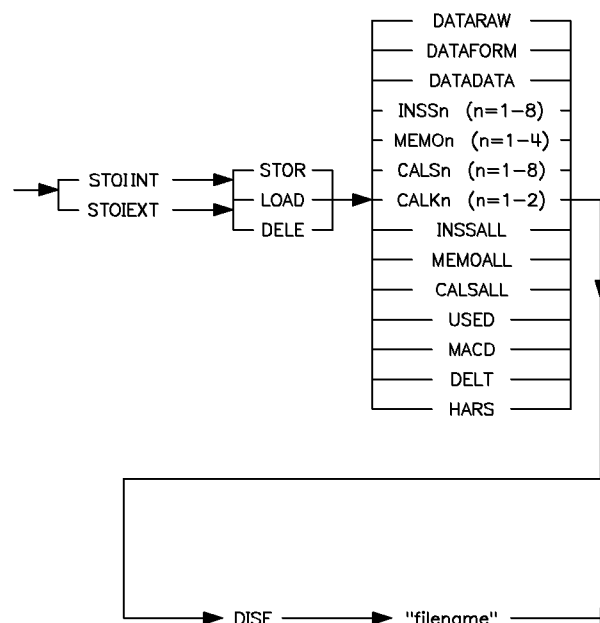 DATARAW
DATAFORM
DATADATA
INSSn (n=1-8)
MEMOn (n=1-4)
CALSn (n=1-8)
CALKn (n=1-2)
INSSALL
MEMOALL
CALSALL
USED
MACD
DELT
HARS
STOIINT
STOIEXT
STOR
LOAD
DELE
DISF "filename"